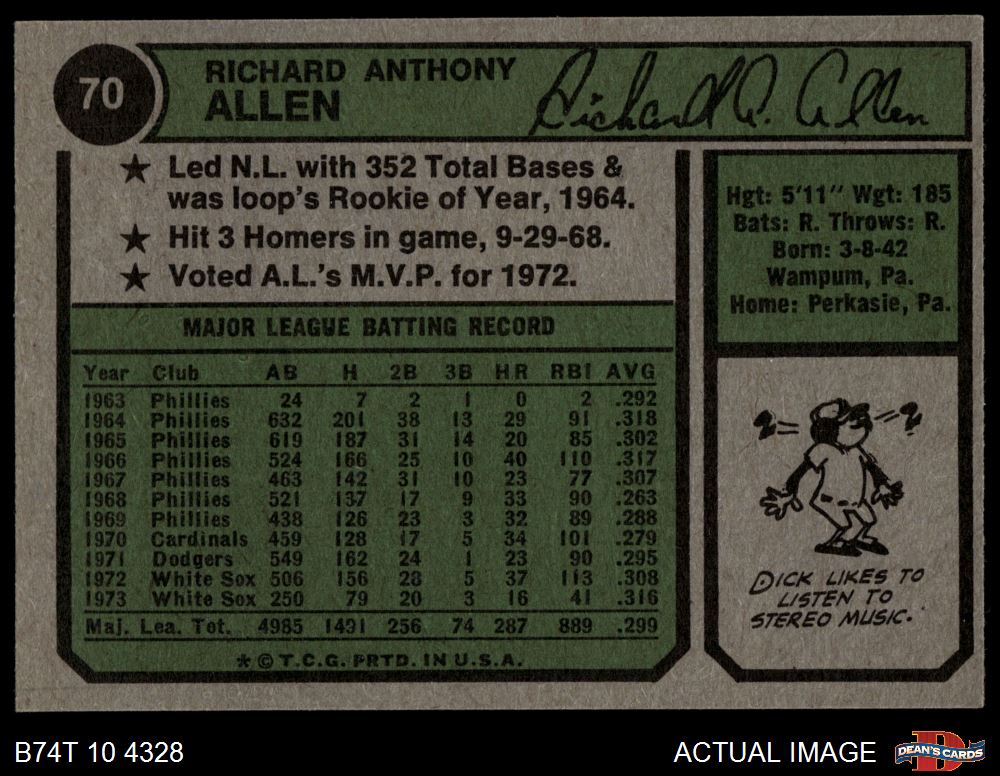 70
RICHARD ANTHONY
ALLEN
Richard A. Allen
★ Led N.L. with 352 Total Bases &
was loop's Rookie of Year, 1964.
★ Hit 3 Homers in game, 9-29-68.
★ Voted A.L.'s M.V.P. for 1972.
Hgt: 5'11" Wgt: 185
Bats: R. Throws: R.
Born: 3-8-42
Wampum, Pa.
Home: Perkasie, Pa.
MAJOR LEAGUE BATTING RECORD
Year Club AB H 2B 3B HR RBI AVG
1963 Phillies 24 7 2 1 0 2 .292
1964 Phillies 632 201 38 13 29 91 .318
1965 Phillies 619 187 31 14 20 85 .302
1966 Phillies 524 166 25 10 40 110 .317
1967 Phillies 463 142 31 10 23 77 .307
1968 Phillies 521 137 17 9 33 90 .263
1969 Phillies 438 126 23 3 32 89 .288
1970 Cardinals 459 128 17 5 34 101 .279
1971 Dodgers 549 162 24 1 23 90 .295
1972 White Sox 506 156 28 5 37 113 .308
1973 White Sox 250 79 20 3 16 41 .316
Maj. Lea. Tot. 4985 1491 256 74 287 889 .299
* © T.C.G. PRTD. IN U.S.A.
DICK LIKES TO
LISTEN TO
STEREO MUSIC.
B74T 10 4328
ACTUAL IMAGE
DEAN'S CARDS